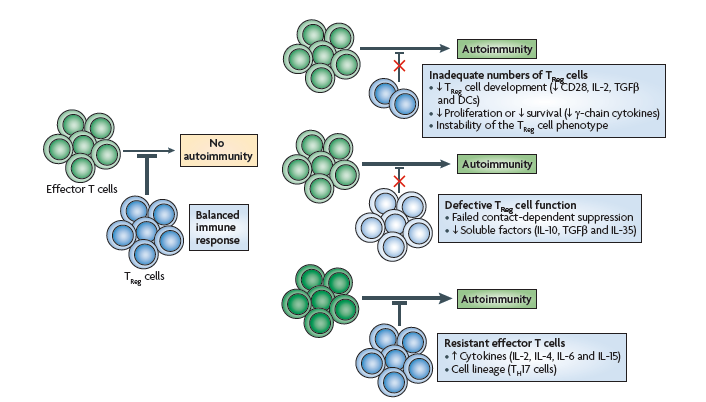 Effector T cells
No
autoimmunity
Balanced
immune
response
TReg cells
Autoimmunity
Inadequate numbers of TReg cells
• ↓TReg cell development (↓CD28, IL-2, TGFβ
and DCs)
• ↓Proliferation or ↓survival (↓γ-chain cytokines)
• Instability of the TReg cell phenotype
Autoimmunity
Defective TReg cell function
• Failed contact-dependent suppression
• ↓ Soluble factors (IL-10, TGFβ and IL-35)
Autoimmunity
Resistant effector T cells
• ↑ Cytokines (IL-2, IL-4, IL-6 and IL-15)
• Cell lineage (TH17 cells)